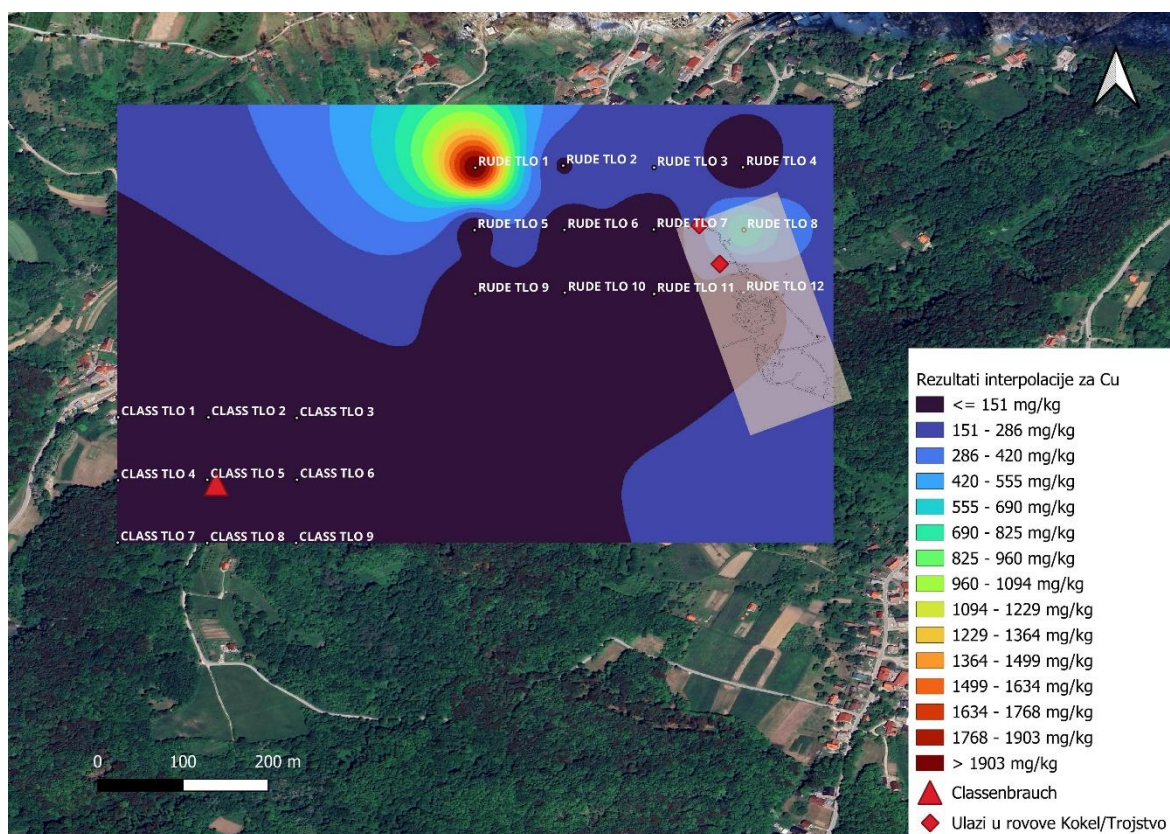 RUDE TLO 1
RUDE TLO 2
RUDE TLO 3
RUDE TLO 4
RUDE TLO 5
RUDE TLO 6
RUDE TLO 7
RUDE TLO 8
RUDE TLO 9
RUDE TLO 10
RUDE TLO 11
RUDE TLO 12
CLASS TLO 1
CLASS TLO 2
CLASS TLO 3
CLASS TLO 4
CLASS TLO 5
CLASS TLO 6
CLASS TLO 7
CLASS TLO 8
CLASS TLO 9
0
100
200 m
Rezultati interpolacije za Cu
<= 151 mg/kg
151 - 286 mg/kg
286 - 420 mg/kg
420 - 555 mg/kg
555 - 690 mg/kg
690 - 825 mg/kg
825 - 960 mg/kg
960 - 1094 mg/kg
1094 - 1229 mg/kg
1229 - 1364 mg/kg
1364 - 1499 mg/kg
1499 - 1634 mg/kg
1634 - 1768 mg/kg
1768 - 1903 mg/kg
> 1903 mg/kg
Classenbrauch
Ulazi u rovove Kokel/Trojstvo